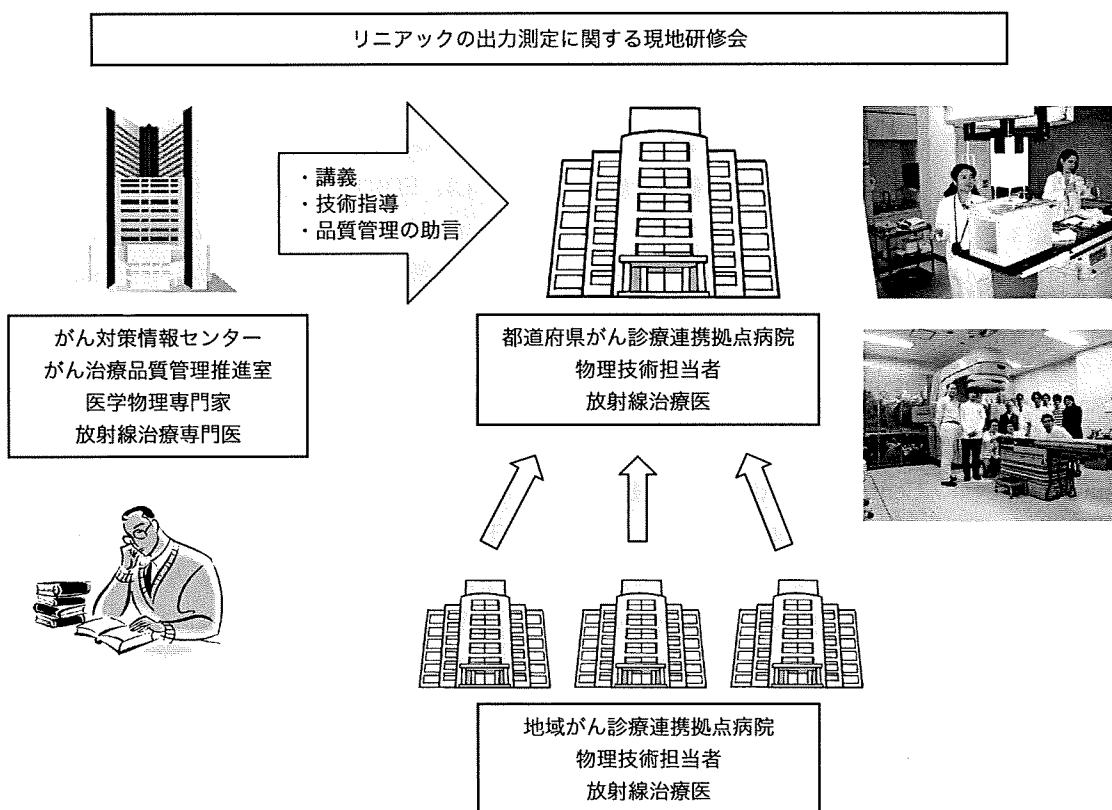 リニアックの出力測定に関する現地研修会
・講義
・技術指導
・品質管理の助言
がん対策情報センター
がん治療品質管理推進室
医学物理専門家
放射線治療専門医
都道府県がん診療連携拠点病院
物理技術担当者
放射線治療医
地域がん診療連携拠点病院
物理技術担当者
放射線治療医